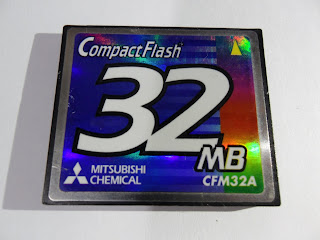 CompactFlash
32
MB
MITSUBISHI
CHEMICAL
CFM32A